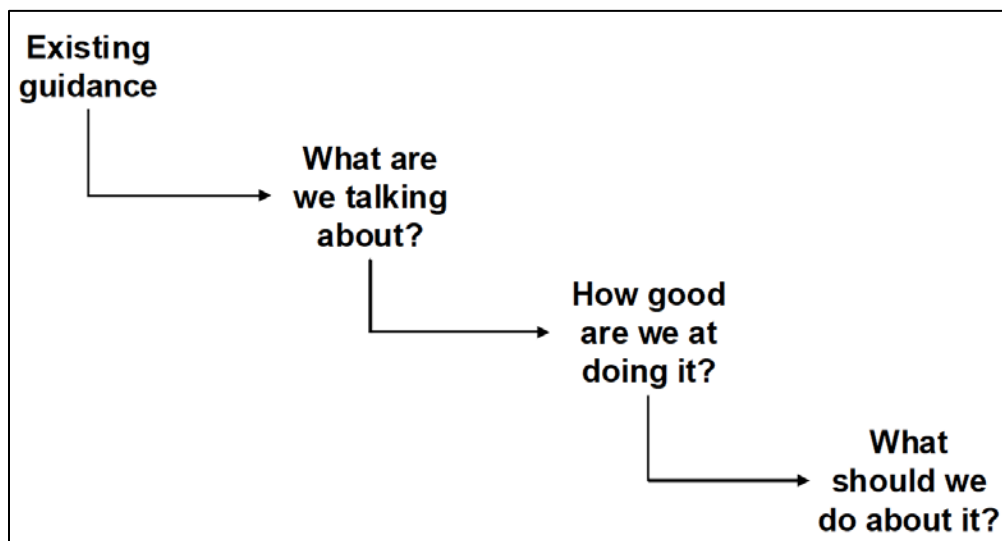 Existing
guidance
What are
we talking
about?
How good
are we at
doing it?
What
should we
do about it?